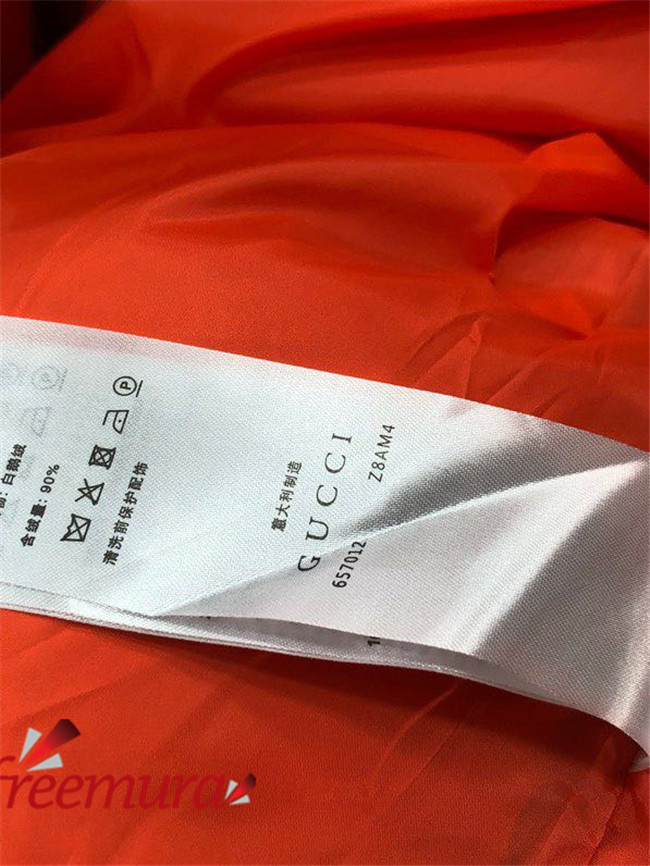 白鹅绒
含绒量: 90%
清洗前保护配饰
P
意大利制造
GUCCI
657012 Z8AM4
freemura